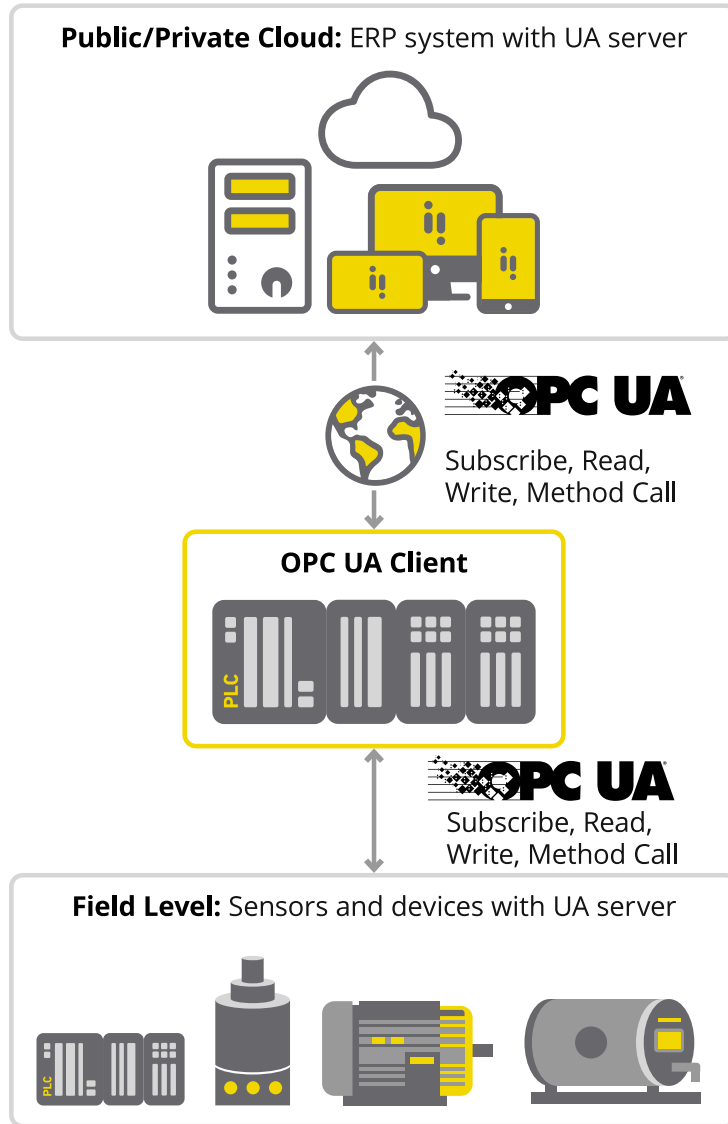 Public/Private Cloud: ERP system with UA server
OPC UA
Subscribe, Read,
Write, Method Call
OPC UA Client
PLC
OPC UA
Subscribe, Read,
Write, Method Call
Field Level: Sensors and devices with UA server
PLC